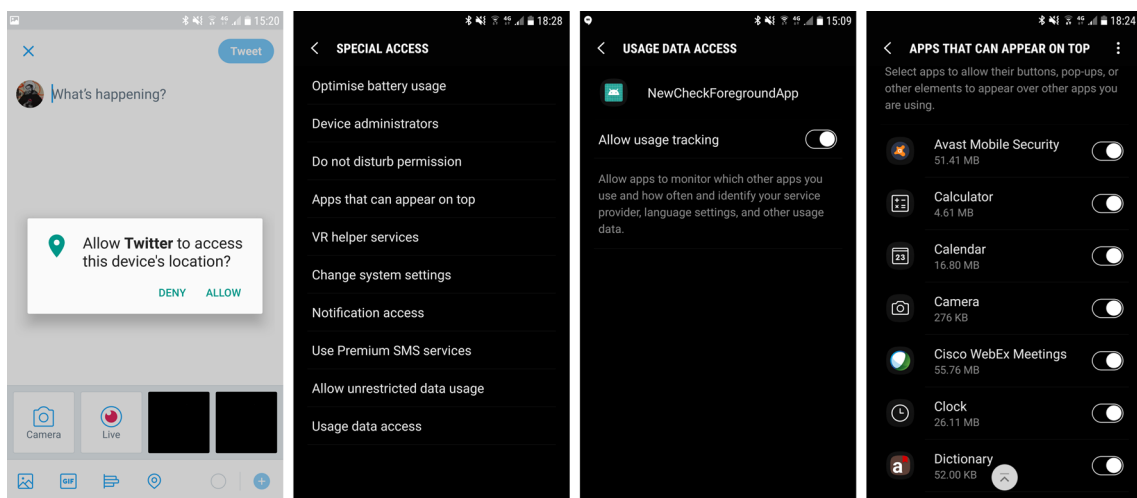 15:20
Tweet
What's happening?
Allow Twitter to access
this device's location?
DENY ALLOW
Camera
Live
GIF
18:28
SPECIAL ACCESS
Optimise battery usage
Device administrators
Do not disturb permission
Apps that can appear on top
VR helper services
Change system settings
Notification access
Use Premium SMS services
Allow unrestricted data usage
Usage data access
15:09
USAGE DATA ACCESS
NewCheckForegroundApp
Allow usage tracking
Allow apps to monitor which other apps you
use and how often and identify your service
provider, language settings, and other usage
data.
18:24
APPS THAT CAN APPEAR ON TOP
Select apps to allow their buttons, pop-ups, or
other elements to appear over other apps you
are using.
Avast Mobile Security
51.41 MB
Calculator
4.61 MB
23
Calendar
16.80 MB
Camera
276 KB
Cisco WebEx Meetings
55.76 MB
Clock
26.11 MB
a
Dictionary
52.00 KB